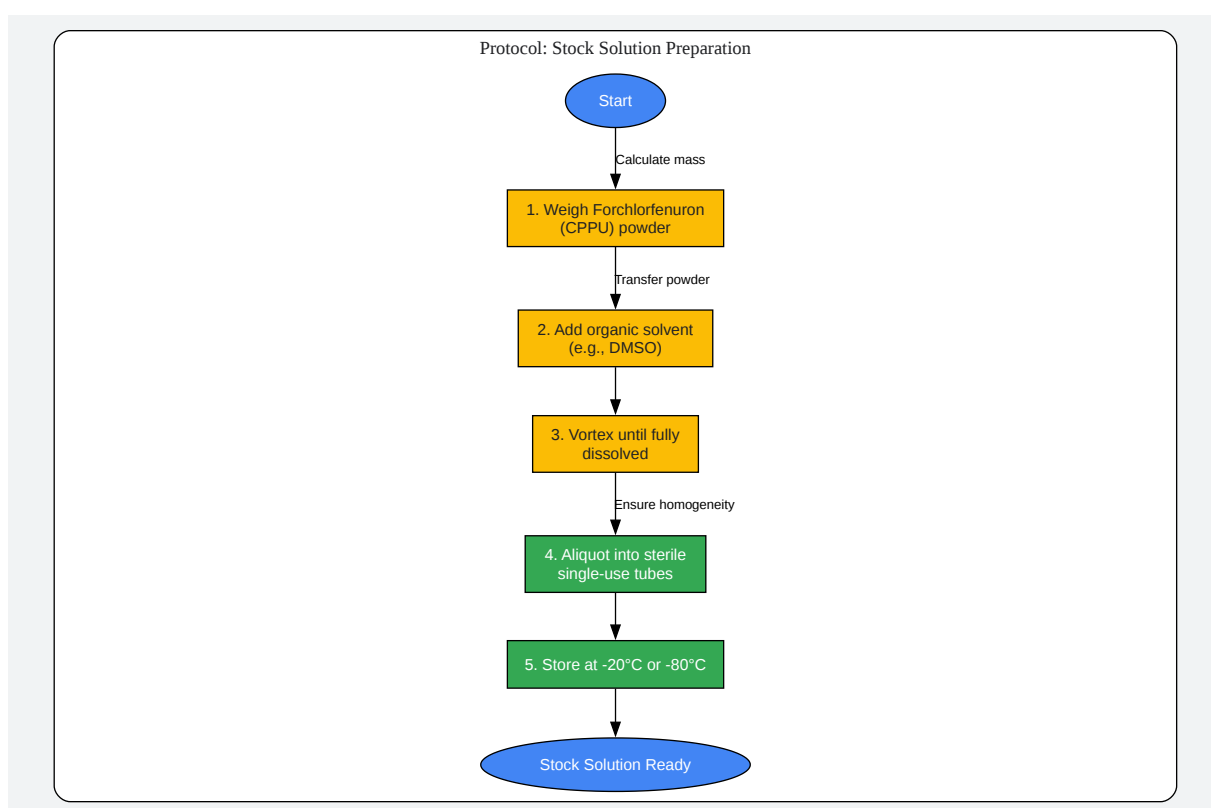 Protocol: Stock Solution Preparation
Start
Calculate mass
1. Weigh Forchlorfenuron
(CPPU) powder
Transfer powder
2. Add organic solvent
(e.g., DMSO)
3. Vortex until fully
dissolved
Ensure homogeneity
4. Aliquot into sterile
single-use tubes
5. Store at -20°C or -80°C
Stock Solution Ready